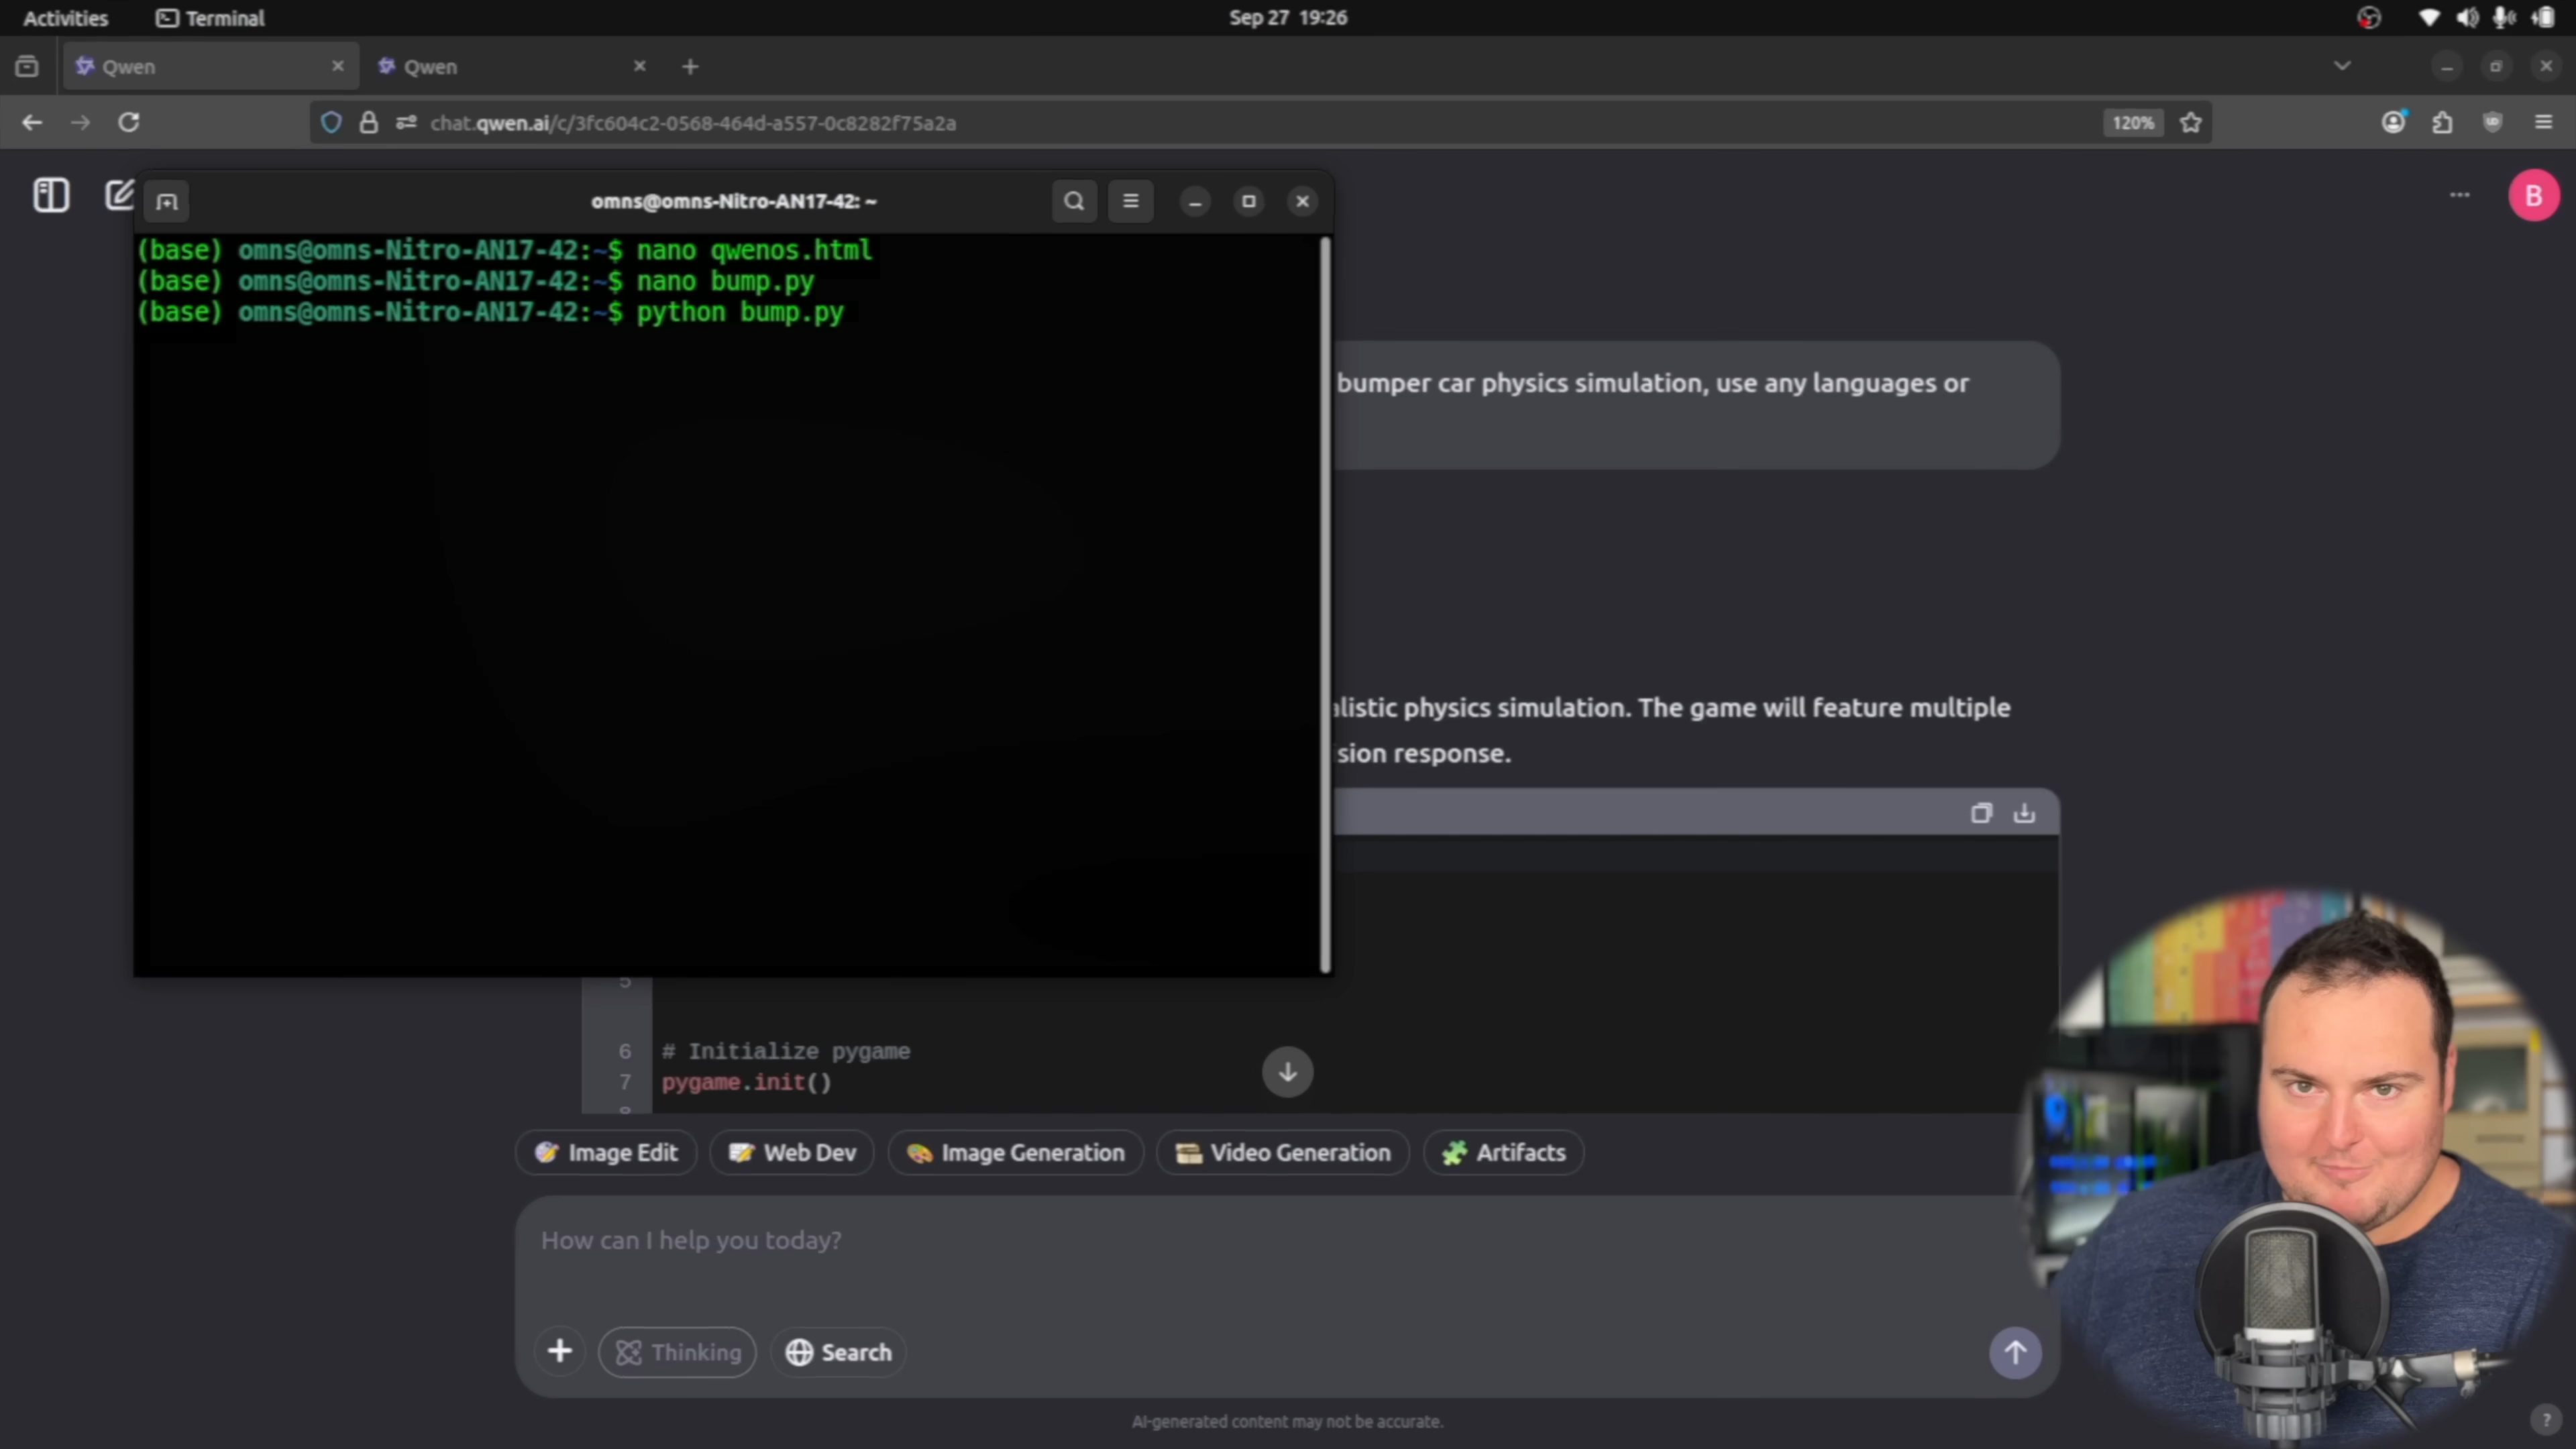 Activities
Terminal
Sep 27 19:26
Qwen
Qwen
chat.qwen.ai/c/3fc604c2-0568-464d-a557-0c8282f75a2a
120%
B
omns@omns-Nitro-AN17-42: ~
(base) omns@omns-Nitro-AN17-42:~$ nano qwenos.html
(base) omns@omns-Nitro-AN17-42:~$ nano bump.py
(base) omns@omns-Nitro-AN17-42:~$ python bump.py
bumper car physics simulation, use any languages or
alistic physics simulation. The game will feature multiple
sion response.
5
6 # Initialize pygame
7 pygame.init()
8
Image Edit
Web Dev
Image Generation
Video Generation
Artifacts
How can I help you today?
Thinking
Search
AI-generated content may not be accurate.
?